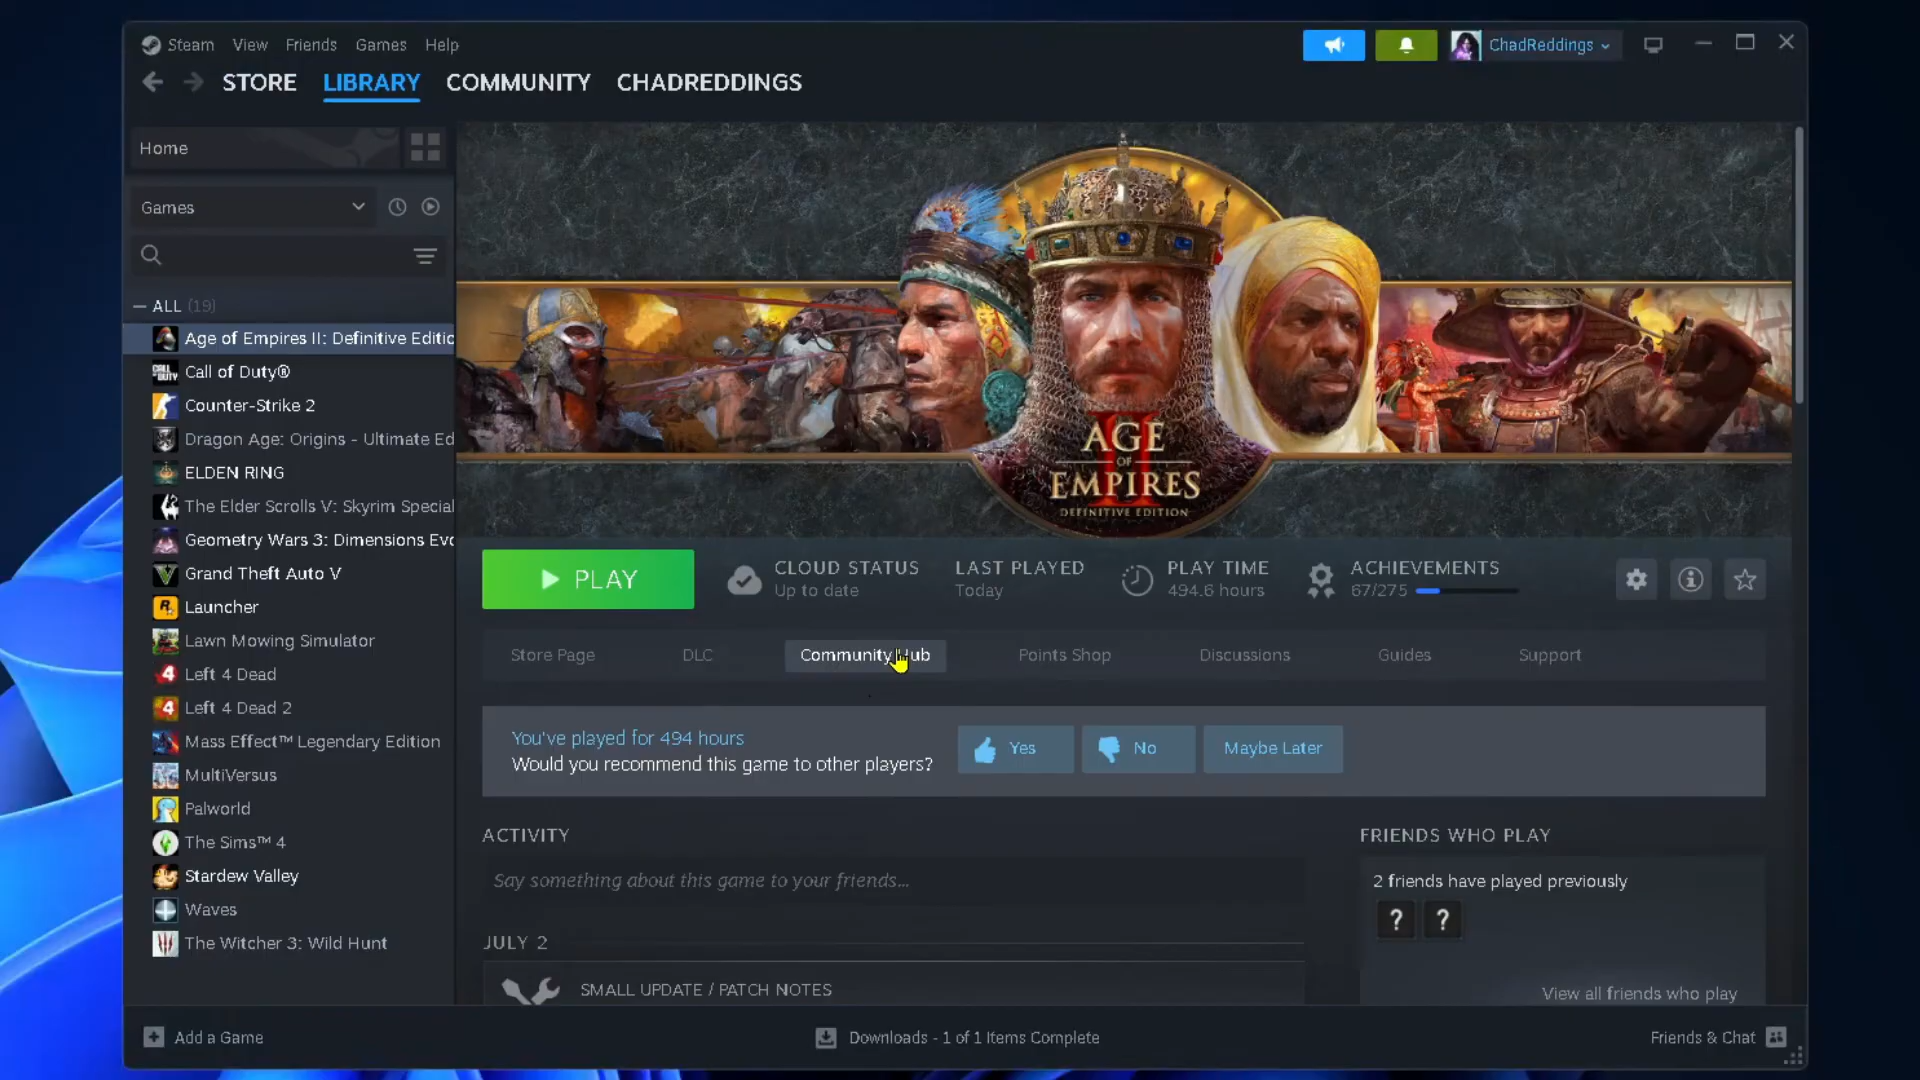 Steam View Friends Games Help
ChadReddings
STORE LIBRARY COMMUNITY CHADREDDINGS
Home
Games
ALL (19)
Age of Empires II: Definitive Editic
Call of Duty®
Counter-Strike 2
Dragon Age: Origins - Ultimate Ed
ELDEN RING
The Elder Scrolls V: Skyrim Special
Geometry Wars 3: Dimensions Evo
Grand Theft Auto V
Launcher
Lawn Mowing Simulator
Left 4 Dead
Left 4 Dead 2
Mass Effect™ Legendary Edition
MultiVersus
Palworld
The Sims™ 4
Stardew Valley
Waves
The Witcher 3: Wild Hunt
AGE
OF
EMPIRES
II
DEFINITIVE EDITION
PLAY
CLOUD STATUS
Up to date
LAST PLAYED
Today
PLAY TIME
494.6 hours
ACHIEVEMENTS
67/275
Store Page DLC Community Hub Points Shop Discussions Guides Support
You've played for 494 hours
Would you recommend this game to other players?
Yes
No
Maybe Later
ACTIVITY
Say something about this game to your friends...
JULY 2
SMALL UPDATE / PATCH NOTES
FRIENDS WHO PLAY
2 friends have played previously
? ?
View all friends who play
Add a Game
Downloads - 1 of 1 Items Complete
Friends & Chat